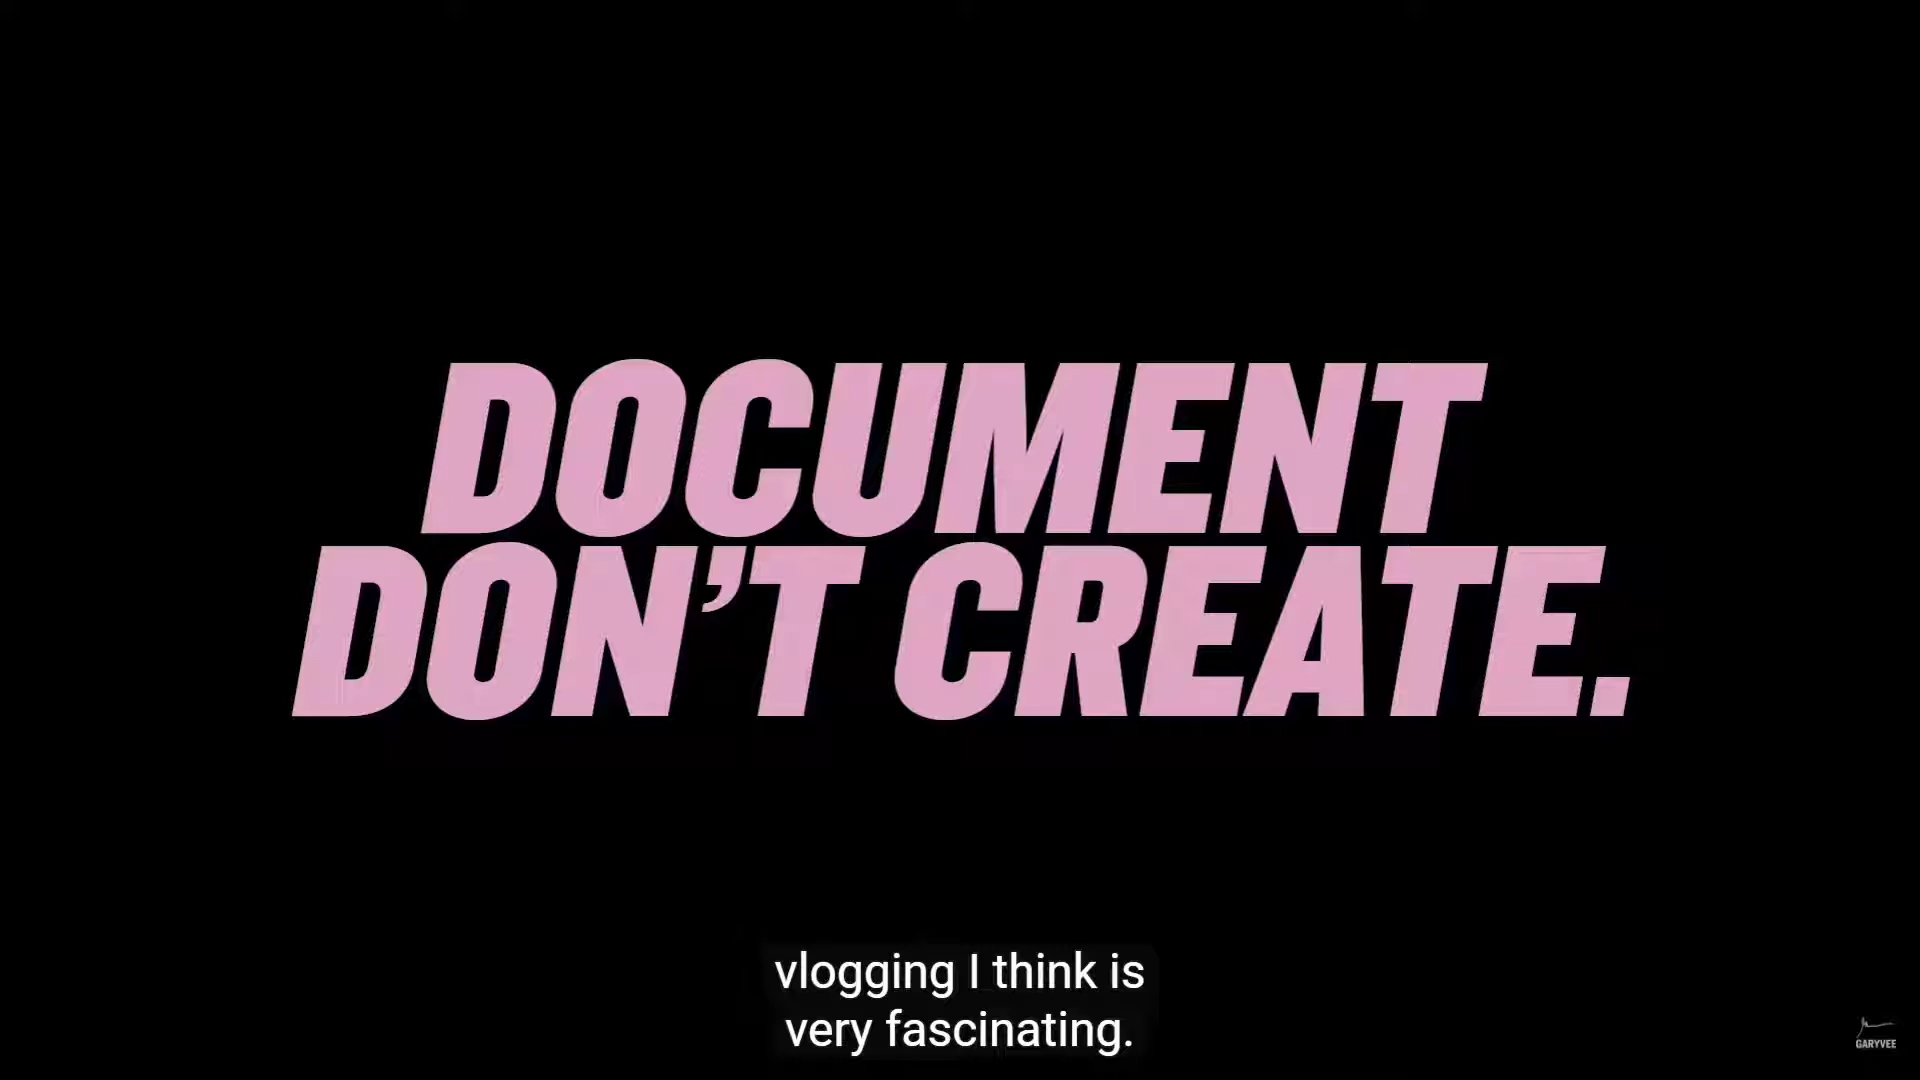 DOCUMENT
DON'T CREATE.
vlogging I think is
very fascinating.
GARYVEE